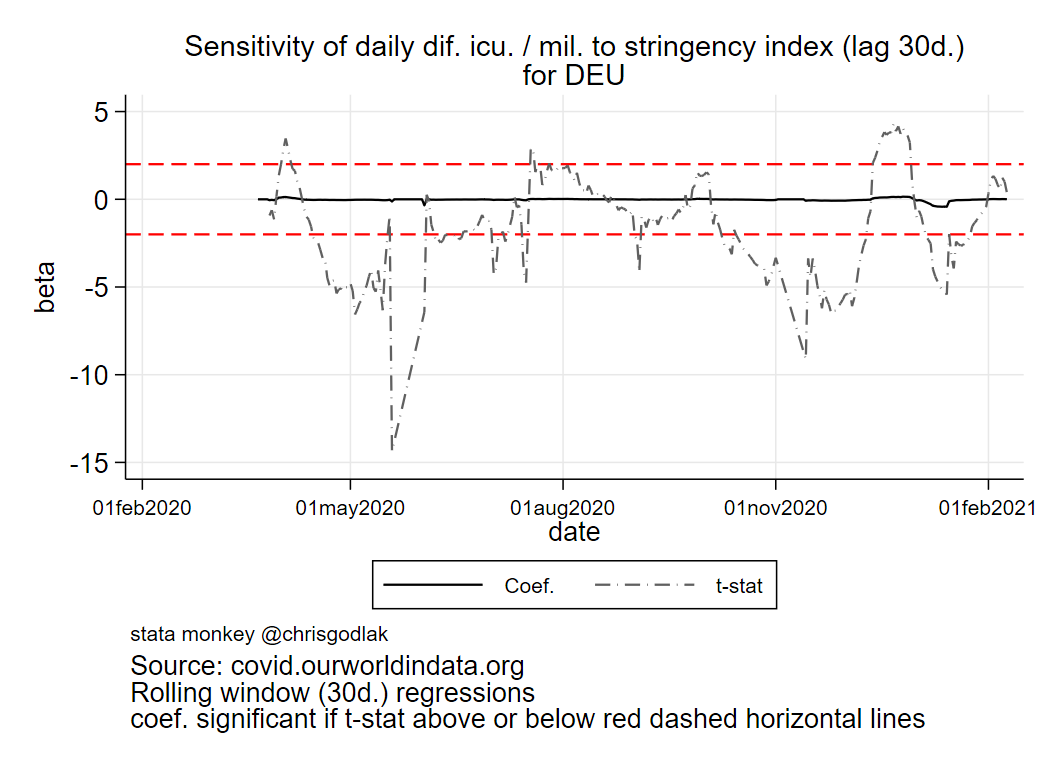 Sensitivity of daily dif. icu. / mil. to stringency index (lag 30d.)
for DEU
5
0
-5
-10
-15
beta
01feb2020
01may2020
01aug2020
01nov2020
01feb2021
date
Coef.
t-stat
stata monkey @chrisgodlak
Source: covid.ourworldindata.org
Rolling window (30d.) regressions
coef. significant if t-stat above or below red dashed horizontal lines